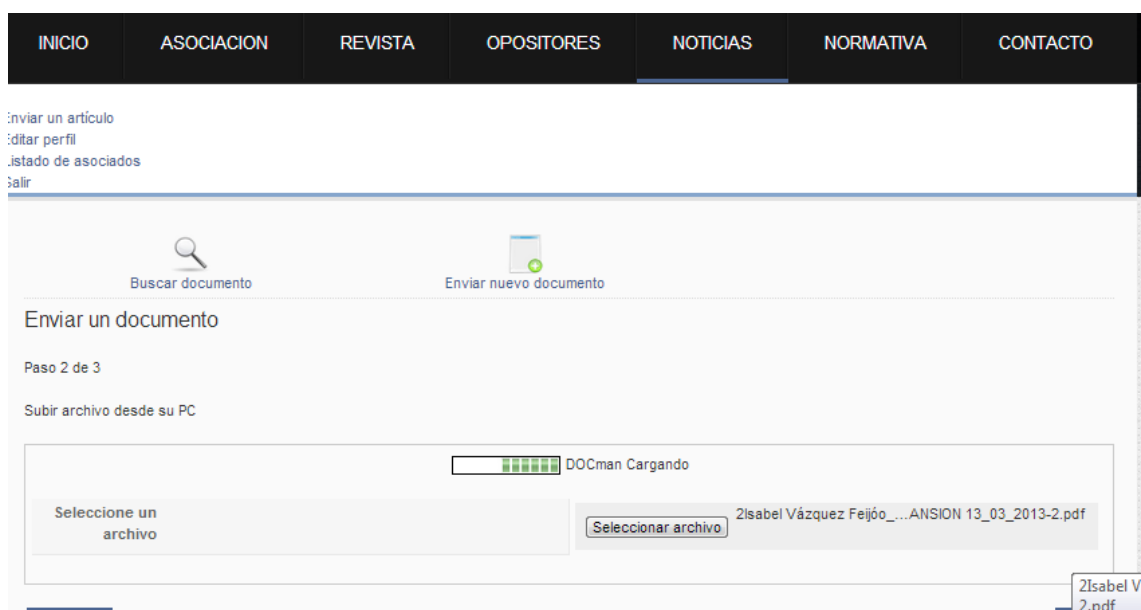 INICIO ASOCIACION REVISTA OPOSITORES NOTICIAS NORMATIVA CONTACTO
Enviar un artículo
Editar perfil
Listado de asociados
Salir
Buscar documento Enviar nuevo documento
Enviar un documento
Paso 2 de 3
Subir archivo desde su PC
DOCman Cargando
Seleccione un
archivo
Seleccionar archivo 2Isabel Vázquez Feijóo_...ANSION 13_03_2013-2.pdf
2Isabel V
2.pdf